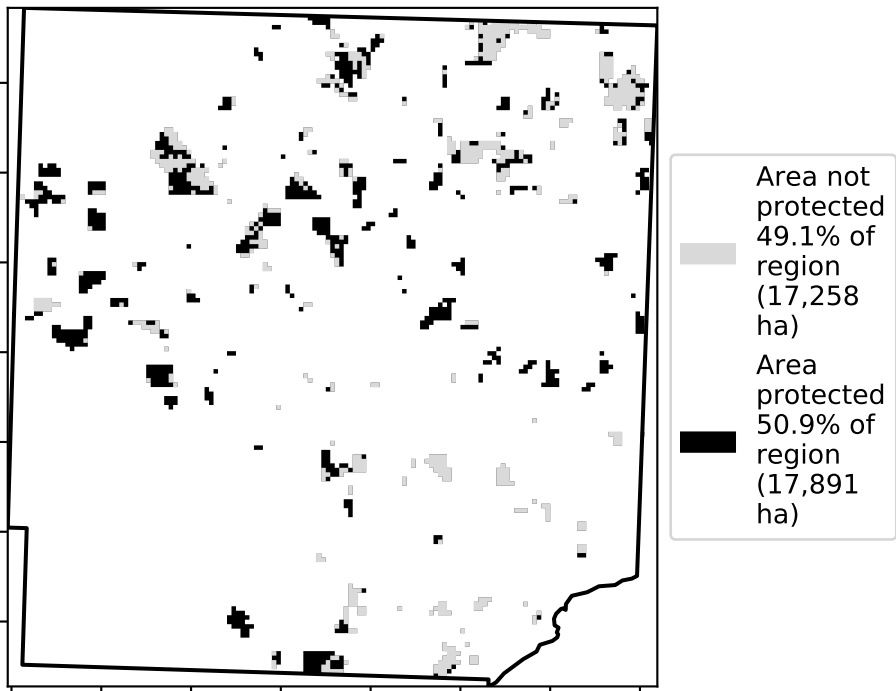 Area not
protected
49.1% of
region
(17,258
ha)
Area
protected
50.9% of
region
(17,891
ha)